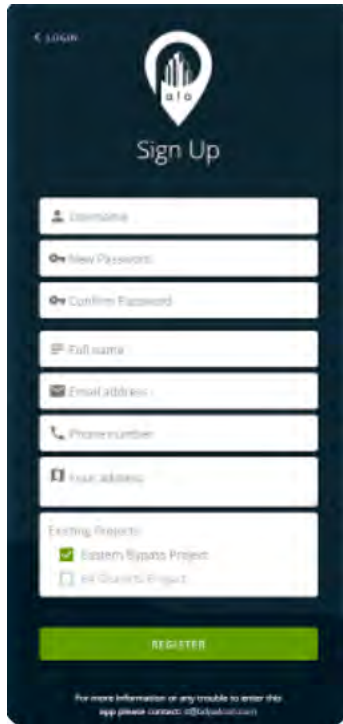 < LOGIN
a!a
Sign Up
Username
New Password
Confirm Password
Full name
Email address
Phone number
Your address
Existing Projects
Eastern Bypass Project
REGISTER
For more information or any trouble to enter this
app please contact: